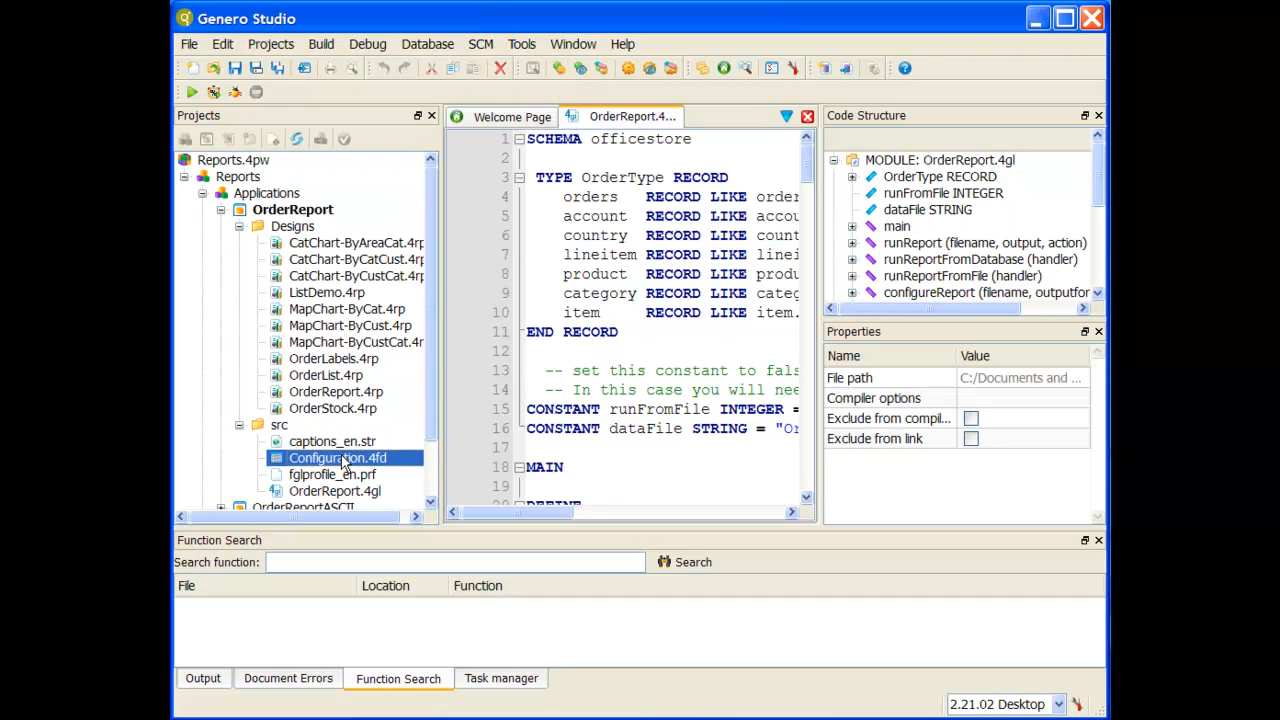 Genero Studio
File Edit Projects Build Debug Database SCM Tools Window Help
Projects
Reports.4pw
Reports
Applications
OrderReport
Designs
CatChart-ByAreaCat.4rp
CatChart-ByCatCust.4rp
CatChart-ByCustCat.4rp
ListDemo.4rp
MapChart-ByCat.4rp
MapChart-ByCust.4rp
MapChart-ByCustCat.4r
OrderLabels.4rp
OrderList.4rp
OrderReport.4rp
OrderStock.4rp
src
captions_en.str
Configuration.4fd
fglprofile_en.prf
OrderReport.4gl
OrderReportASCII
Welcome Page OrderReport.4...
1 SCHEMA officestore
2
3 TYPE OrderType RECORD
4 orders RECORD LIKE order
5 account RECORD LIKE accou
6 country RECORD LIKE count
7 lineitem RECORD LIKE linei
8 product RECORD LIKE produ
9 category RECORD LIKE categ
10 item RECORD LIKE item.
11 END RECORD
12
13 -- set this constant to fals
14 -- In this case you will nee
15 CONSTANT runFromFile INTEGER =
16 CONSTANT dataFile STRING = "Or
17
18 MAIN
19
20 DEFINE
Code Structure
MODULE: OrderReport.4gl
OrderType RECORD
runFromFile INTEGER
dataFile STRING
main
runReport (filename, output, action)
runReportFromDatabase (handler)
runReportFromFile (handler)
configureReport (filename, outputfor
Properties
Name Value
File path C:/Documents and ...
Compiler options
Exclude from compil...
Exclude from link
Function Search
Search function: Search
File Location Function
Output Document Errors Function Search Task manager
2.21.02 Desktop